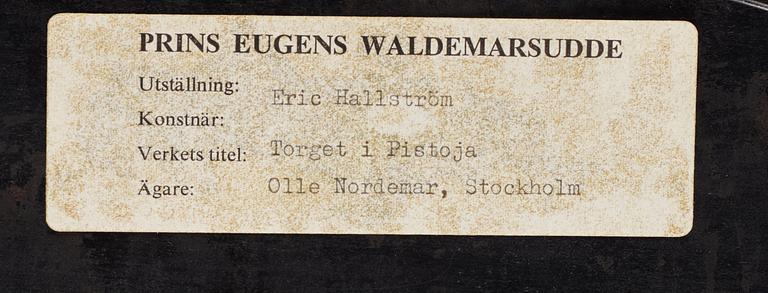 PRINS EUGENS WALDEMARSUDDE
Utställning:
Eric Hallström
Konstnär:
Verkets titel: Torget i Pistoja
Ägare: Olle Nordemar, Stockholm